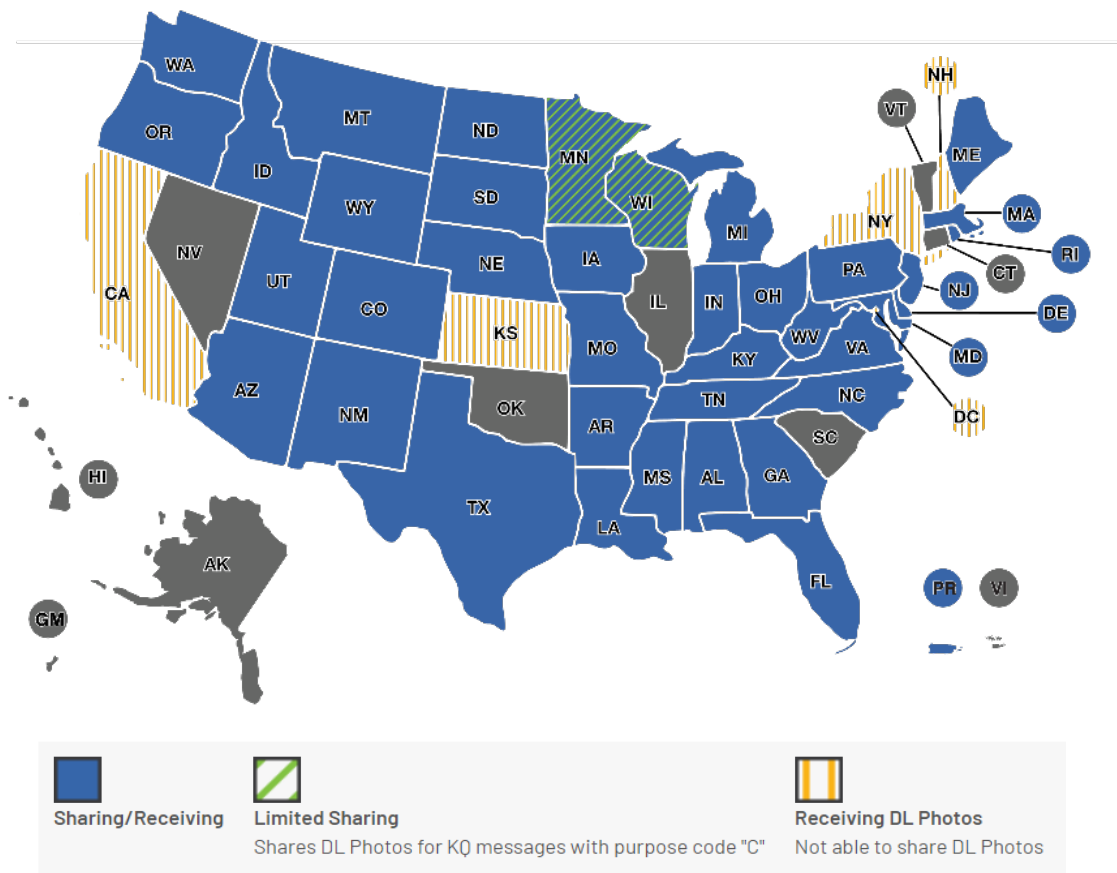 WA
MT
ND
OR
ID
MN
NH
VT
ME
WY
SD
WI
MI
NY
MA
NV
NE
IA
RI
CA
UT
CO
KS
IL
IN
OH
PA
CT
NJ
DE
MO
WV
VA
KY
MD
AZ
NM
OK
AR
TN
NC
DC
SC
HI
TX
MS
AL
GA
LA
AK
FL
GM
PR
VI
Sharing/Receiving
Limited Sharing
Shares DL Photos for KQ messages with purpose code "C"
Receiving DL Photos
Not able to share DL Photos